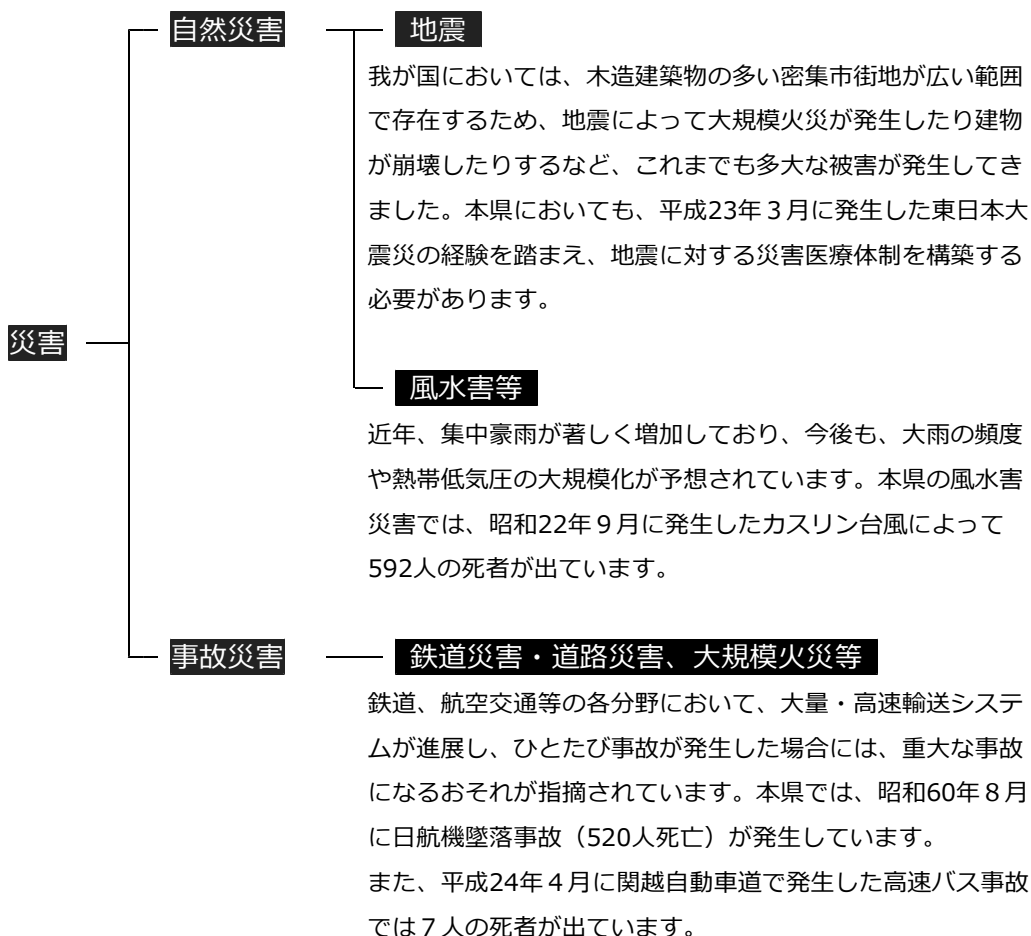 自然災害
地震
我が国においては、木造建築物の多い密集市街地が広い範囲
で存在するため、地震によって大規模火災が発生したり建物
が崩壊したりするなど、これまでも多大な被害が発生してき
ました。本県においても、平成23年３月に発生した東日本大
震災の経験を踏まえ、地震に対する災害医療体制を構築する
必要があります。
災害
風水害等
近年、集中豪雨が著しく増加しており、今後も、大雨の頻度
や熱帯低気圧の大規模化が予想されています。本県の風水害
災害では、昭和22年９月に発生したカスリン台風によって
592人の死者が出ています。
事故災害
鉄道災害・道路災害、大規模火災等
鉄道、航空交通等の各分野において、大量・高速輸送システ
ムが進展し、ひとたび事故が発生した場合には、重大な事故
になるおそれが指摘されています。本県では、昭和60年８月
に日航機墜落事故（520人死亡）が発生しています。
また、平成24年４月に関越自動車道で発生した高速バス事故
では７人の死者が出ています。